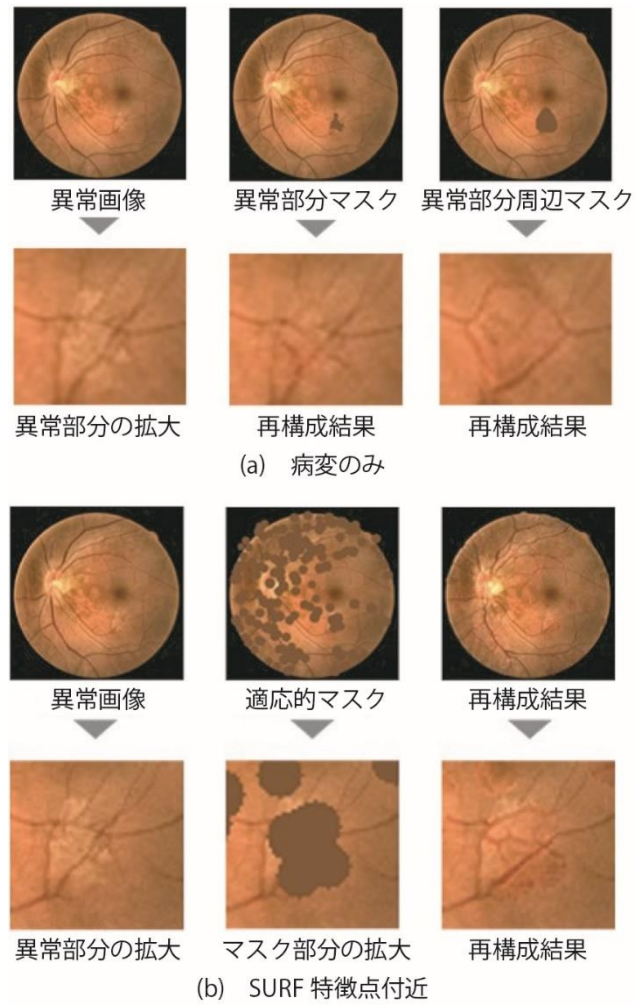 異常画像 異常部分マスク 異常部分周辺マスク
異常部分の拡大 再構成結果 再構成結果
(a) 病変のみ
異常画像 適応的マスク 再構成結果
異常部分の拡大 マスク部分の拡大 再構成結果
(b) SURF 特徴点付近